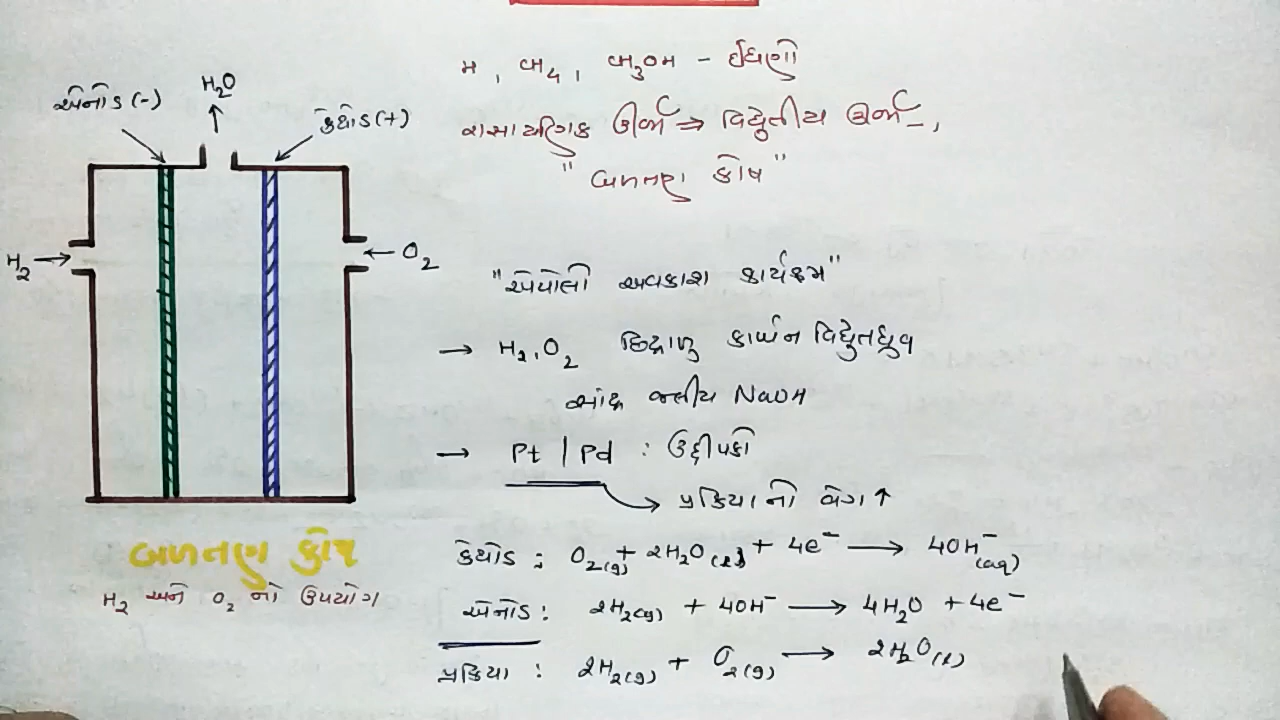 H₂O
એનોડ (-)
કેથોડ (+)
H₂ →
← O₂
બળતણ કોષ
H₂ અને O₂ નો ઉપયોગ
H, CH₄, CH₃OH - ઈંધણો
રાસાયણિક ઊર્જા ⇒ વિદ્યુતીય ઊર્જા,
"બળતણ કોષ"
"એપોલો અવકાશ કાર્યક્રમ"
→ H₂, O₂ છિદ્રાળુ કાર્બન વિદ્યુતધ્રુવ
સાંદ્ર જલીય NaOH
→ Pt | Pd : ઉદ્દીપકો
→ પ્રક્રિયાનો વેગ ↑
કેથોડ : O₂(g) + 2H₂O(l) + 4e⁻ → 4OH⁻(aq)
એનોડ : 2H₂(g) + 4OH⁻ → 4H₂O + 4e⁻
પ્રક્રિયા : 2H₂(g) + O₂(g) → 2H₂O(l)